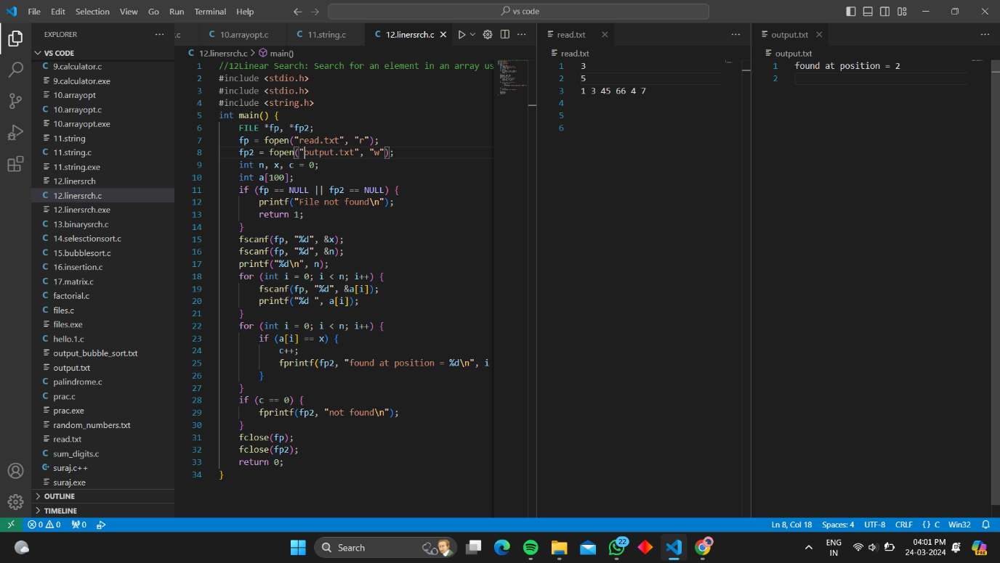 File Edit Selection View Go Run Terminal Help
vs code
EXPLORER
VS CODE
9.calculator.c
9.calculator.exe
10.arrayopt
10.arrayopt.c
10.arrayopt.exe
11.string
11.string.c
11.string.exe
12.linersrch
12.linersrch.c
12.linersrch.exe
13.binarysrch.c
14.selesctionsort.c
15.bubblesort.c
16.insertion.c
17.matrix.c
factorial.c
files.c
files.exe
hello.1.c
output_bubble_sort.txt
output.txt
palindrome.c
prac.c
prac.exe
random_numbers.txt
read.txt
sum_digits.c
suraj.c++
suraj.exe
OUTLINE
TIMELINE
.c
10.arrayopt.c
11.string.c
12.linersrch.c
12.linersrch.c > main()
1 //12Linear Search: Search for an element in an array us
2 #include <stdio.h>
3 #include <stdio.h>
4 #include <string.h>
5 int main() {
6 FILE *fp, *fp2;
7 fp = fopen("read.txt", "r");
8 fp2 = fopen("output.txt", "w");
9 int n, x, c = 0;
10 int a[100];
11 if (fp == NULL || fp2 == NULL) {
12 printf("File not found\n");
13 return 1;
14 }
15 fscanf(fp, "%d", &x);
16 fscanf(fp, "%d", &n);
17 printf("%d\n", n);
18 for (int i = 0; i < n; i++) {
19 fscanf(fp, "%d", &a[i]);
20 printf("%d ", a[i]);
21 }
22 for (int i = 0; i < n; i++) {
23 if (a[i] == x) {
24 c++;
25 fprintf(fp2, "found at position = %d\n", i
26 }
27 }
28 if (c == 0) {
29 fprintf(fp2, "not found\n");
30 }
31 fclose(fp);
32 fclose(fp2);
33 return 0;
34 }
read.txt
read.txt
1 3
2 5
3 1 3 45 66 4 7
4
5
6
output.txt
output.txt
1 found at position = 2
2
0 0 0
Ln 8, Col 18 Spaces: 4 UTF-8 CRLF {} C Win32
Search
22
ENG
IN
04:01 PM
24-03-2024
PRE